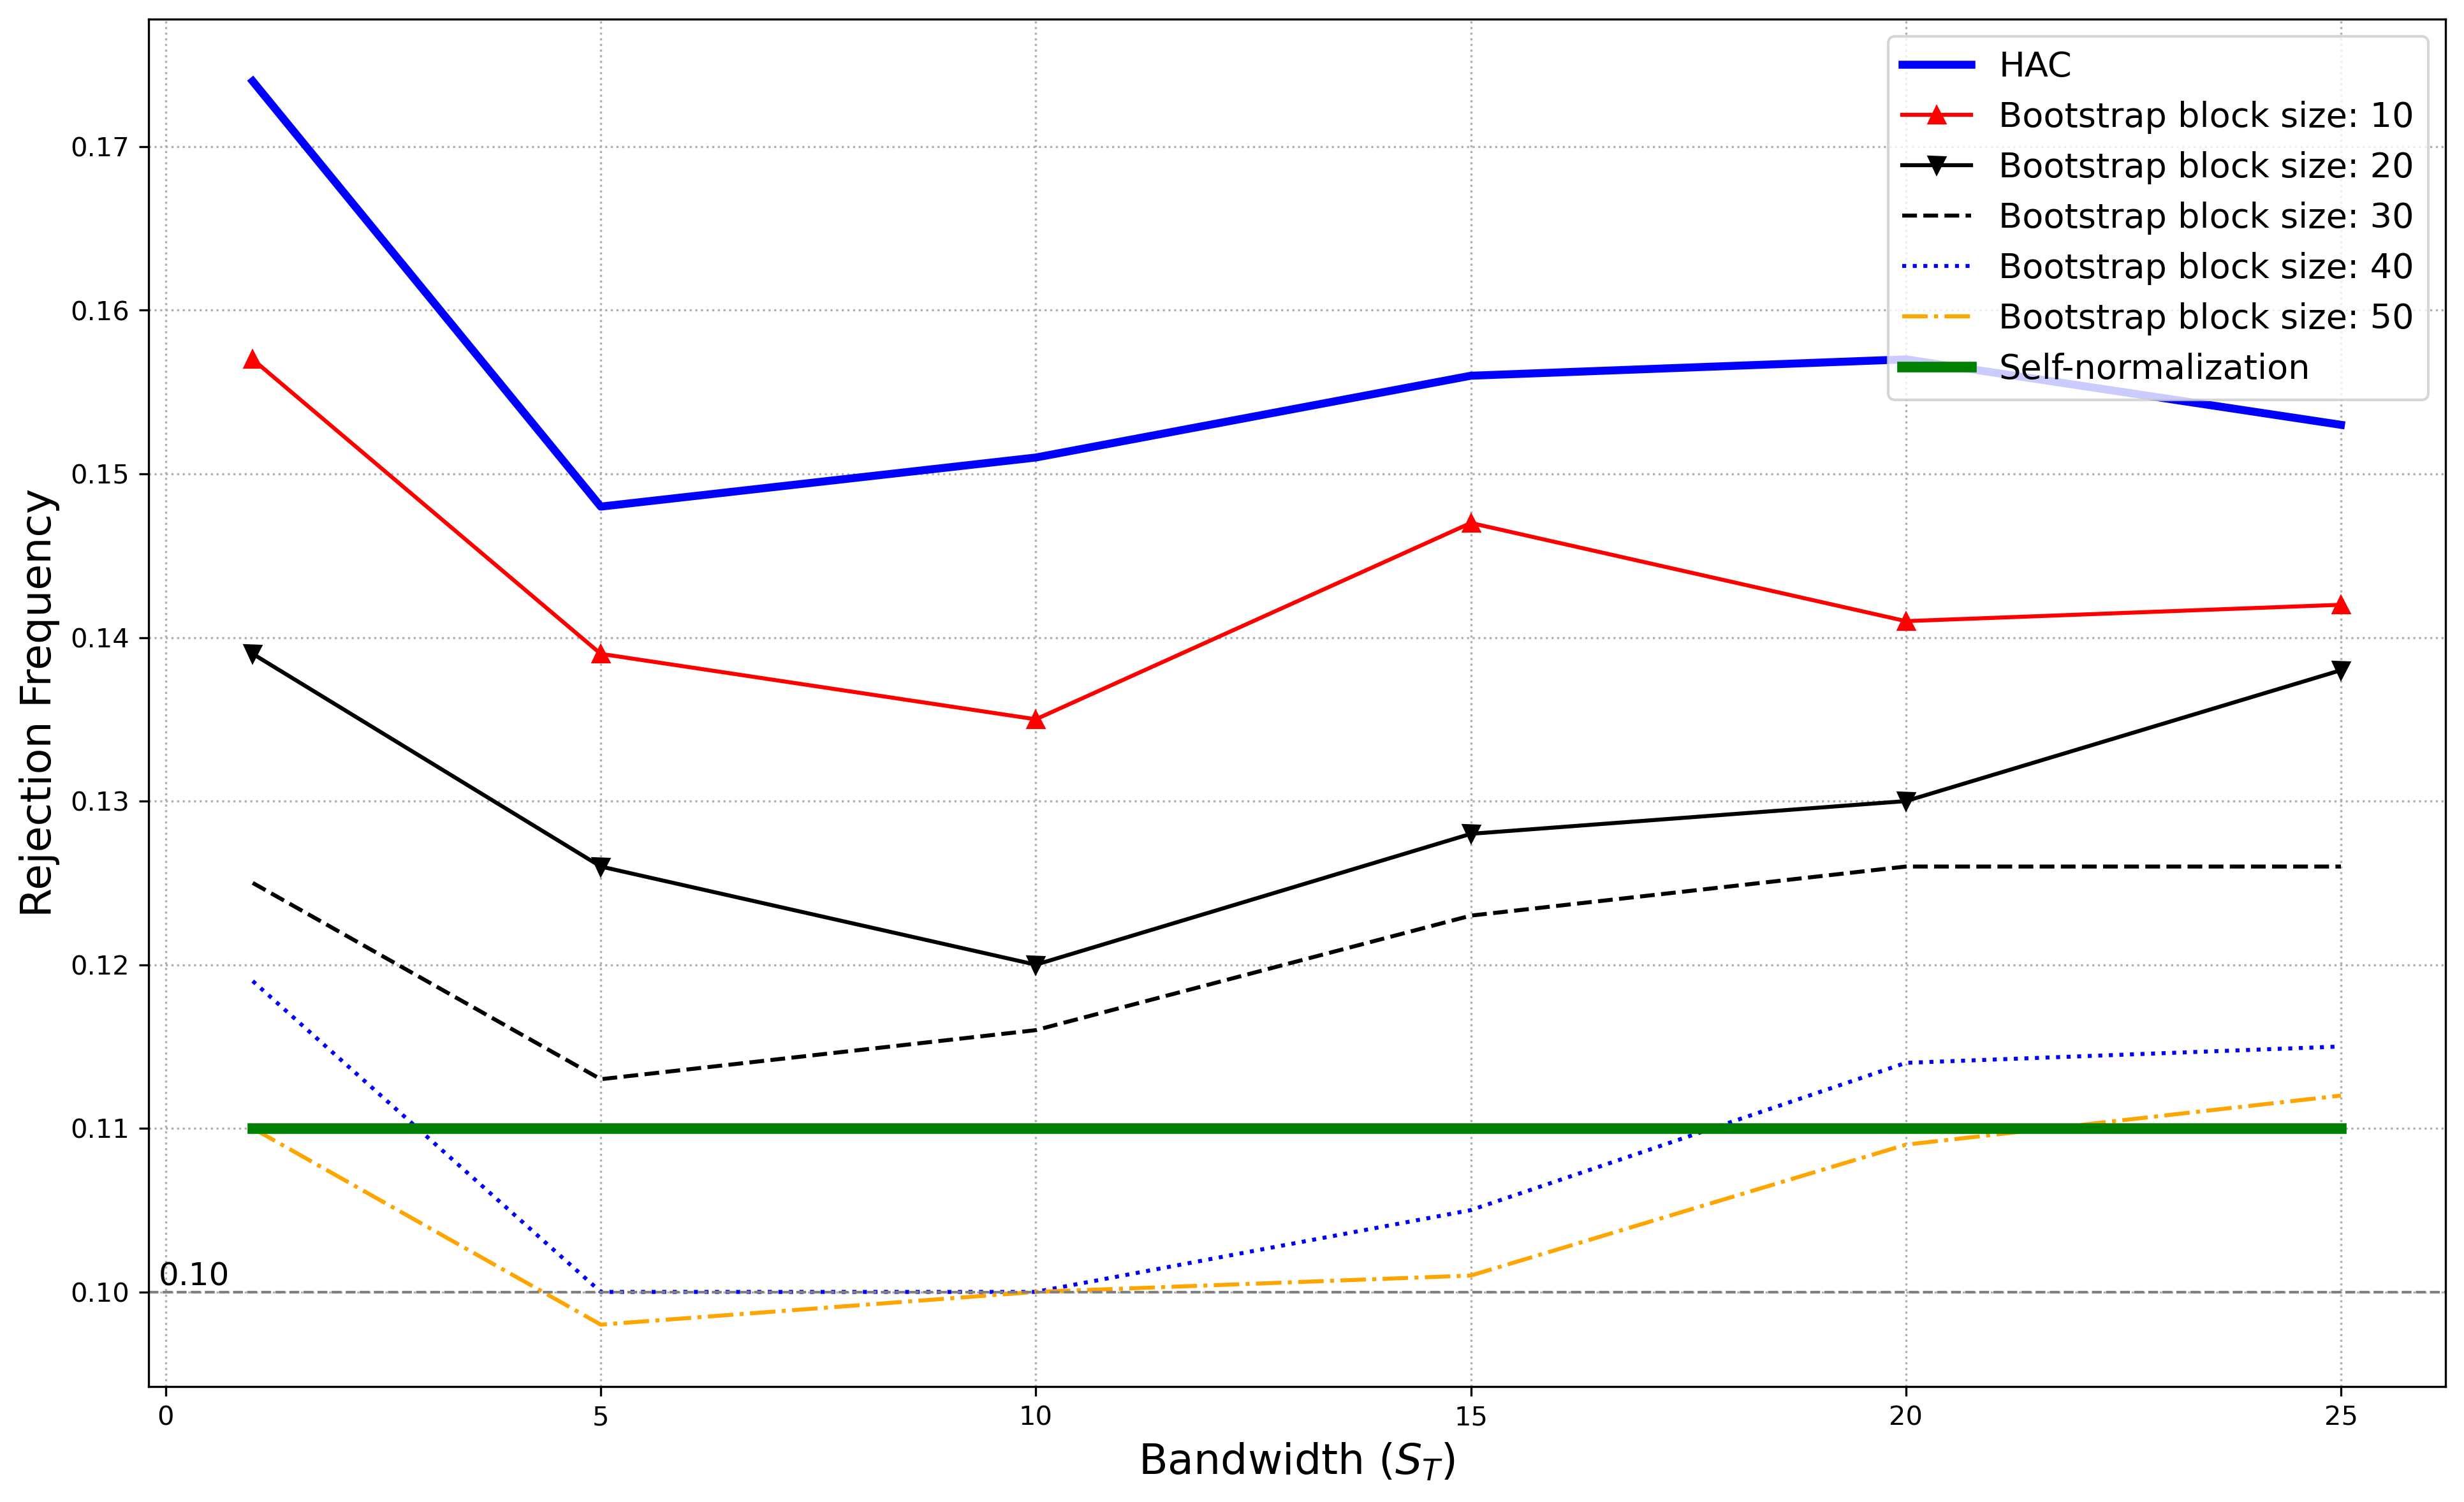 HAC
Bootstrap block size: 10
Bootstrap block size: 20
Bootstrap block size: 30
Bootstrap block size: 40
Bootstrap block size: 50
Self-normalization
Rejection Frequency
0.17
0.16
0.15
0.14
0.13
0.12
0.11
0.10
0.10
0 5 10 15 20 25
Bandwidth (S_T)